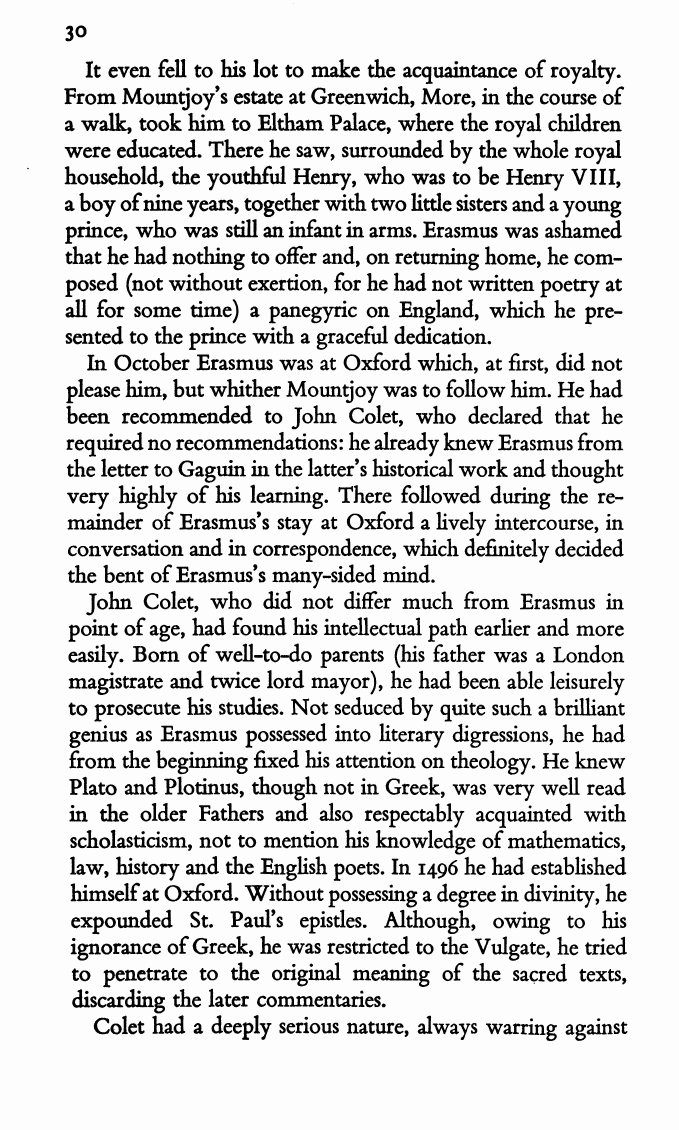 30
It even fell to his lot to make the acquaintance of royalty.
From Mountjoy's estate at Greenwich, More, in the course of
a walk, took him to Eltham Palace, where the royal children
were educated. There he saw, surrounded by the whole royal
household, the youthful Henry, who was to be Henry VIII,
a boy of nine years, together with two little sisters and a young
prince, who was still an infant in arms. Erasmus was ashamed
that he had nothing to offer and, on returning home, he com-
posed (not without exertion, for he had not written poetry at
all for some time) a panegyric on England, which he pre-
sented to the prince with a graceful dedication.
In October Erasmus was at Oxford which, at first, did not
please him, but whither Mountjoy was to follow him. He had
been recommended to John Colet, who declared that he
required no recommendations: he already knew Erasmus from
the letter to Gaguin in the latter's historical work and thought
very highly of his learning. There followed during the re-
mainder of Erasmus's stay at Oxford a lively intercourse, in
conversation and in correspondence, which definitely decided
the bent of Erasmus's many-sided mind.
John Colet, who did not differ much from Erasmus in
point of age, had found his intellectual path earlier and more
easily. Born of well-to-do parents (his father was a London
magistrate and twice lord mayor), he had been able leisurely
to prosecute his studies. Not seduced by quite such a brilliant
genius as Erasmus possessed into literary digressions, he had
from the beginning fixed his attention on theology. He knew
Plato and Plotinus, though not in Greek, was very well read
in the older Fathers and also respectably acquainted with
scholasticism, not to mention his knowledge of mathematics,
law, history and the English poets. In 1496 he had established
himself at Oxford. Without possessing a degree in divinity, he
expounded St. Paul's epistles. Although, owing to his
ignorance of Greek, he was restricted to the Vulgate, he tried
to penetrate to the original meaning of the sacred texts,
discarding the later commentaries.
Colet had a deeply serious nature, always warring against